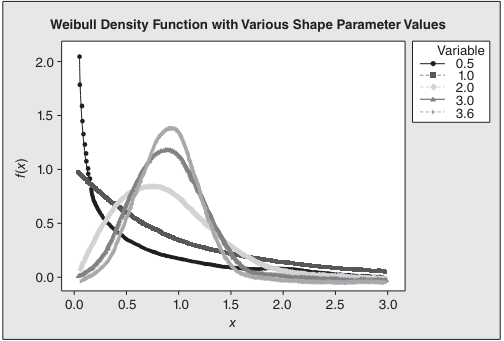 Weibull Density Function with Various Shape Parameter Values
Variable
0.5
1.0
2.0
3.0
3.6
2.0
1.5
1.0
0.5
0.0
f(x)
0.0 0.5 1.0 1.5 2.0 2.5 3.0
x